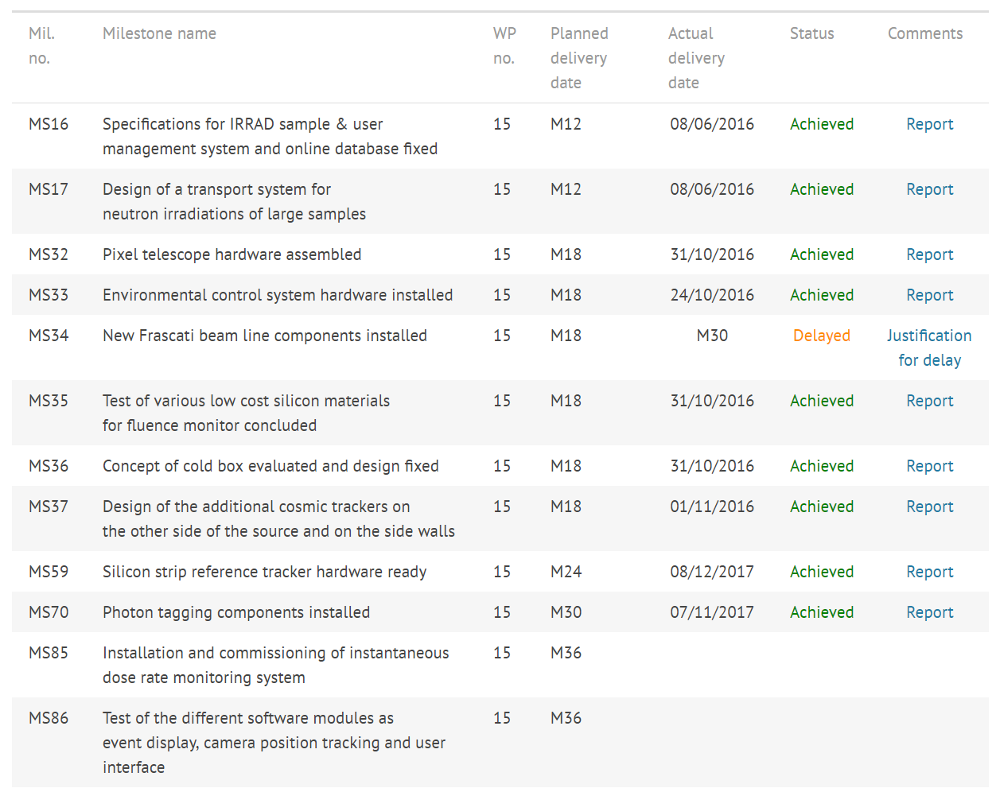 Mil. no. Milestone name WP no. Planned delivery date Actual delivery date Status Comments
MS16 Specifications for IRRAD sample & user 15 M12 08/06/2016 Achieved Report
management system and online database fixed
MS17 Design of a transport system for 15 M12 08/06/2016 Achieved Report
neutron irradiations of large samples
MS32 Pixel telescope hardware assembled 15 M18 31/10/2016 Achieved Report
MS33 Environmental control system hardware installed 15 M18 24/10/2016 Achieved Report
MS34 New Frascati beam line components installed 15 M18 M30 Delayed Justification
for delay
MS35 Test of various low cost silicon materials 15 M18 31/10/2016 Achieved Report
for fluence monitor concluded
MS36 Concept of cold box evaluated and design fixed 15 M18 31/10/2016 Achieved Report
MS37 Design of the additional cosmic trackers on 15 M18 01/11/2016 Achieved Report
the other side of the source and on the side walls
MS59 Silicon strip reference tracker hardware ready 15 M24 08/12/2017 Achieved Report
MS70 Photon tagging components installed 15 M30 07/11/2017 Achieved Report
MS85 Installation and commissioning of instantaneous 15 M36
dose rate monitoring system
MS86 Test of the different software modules as 15 M36
event display, camera position tracking and user
interface